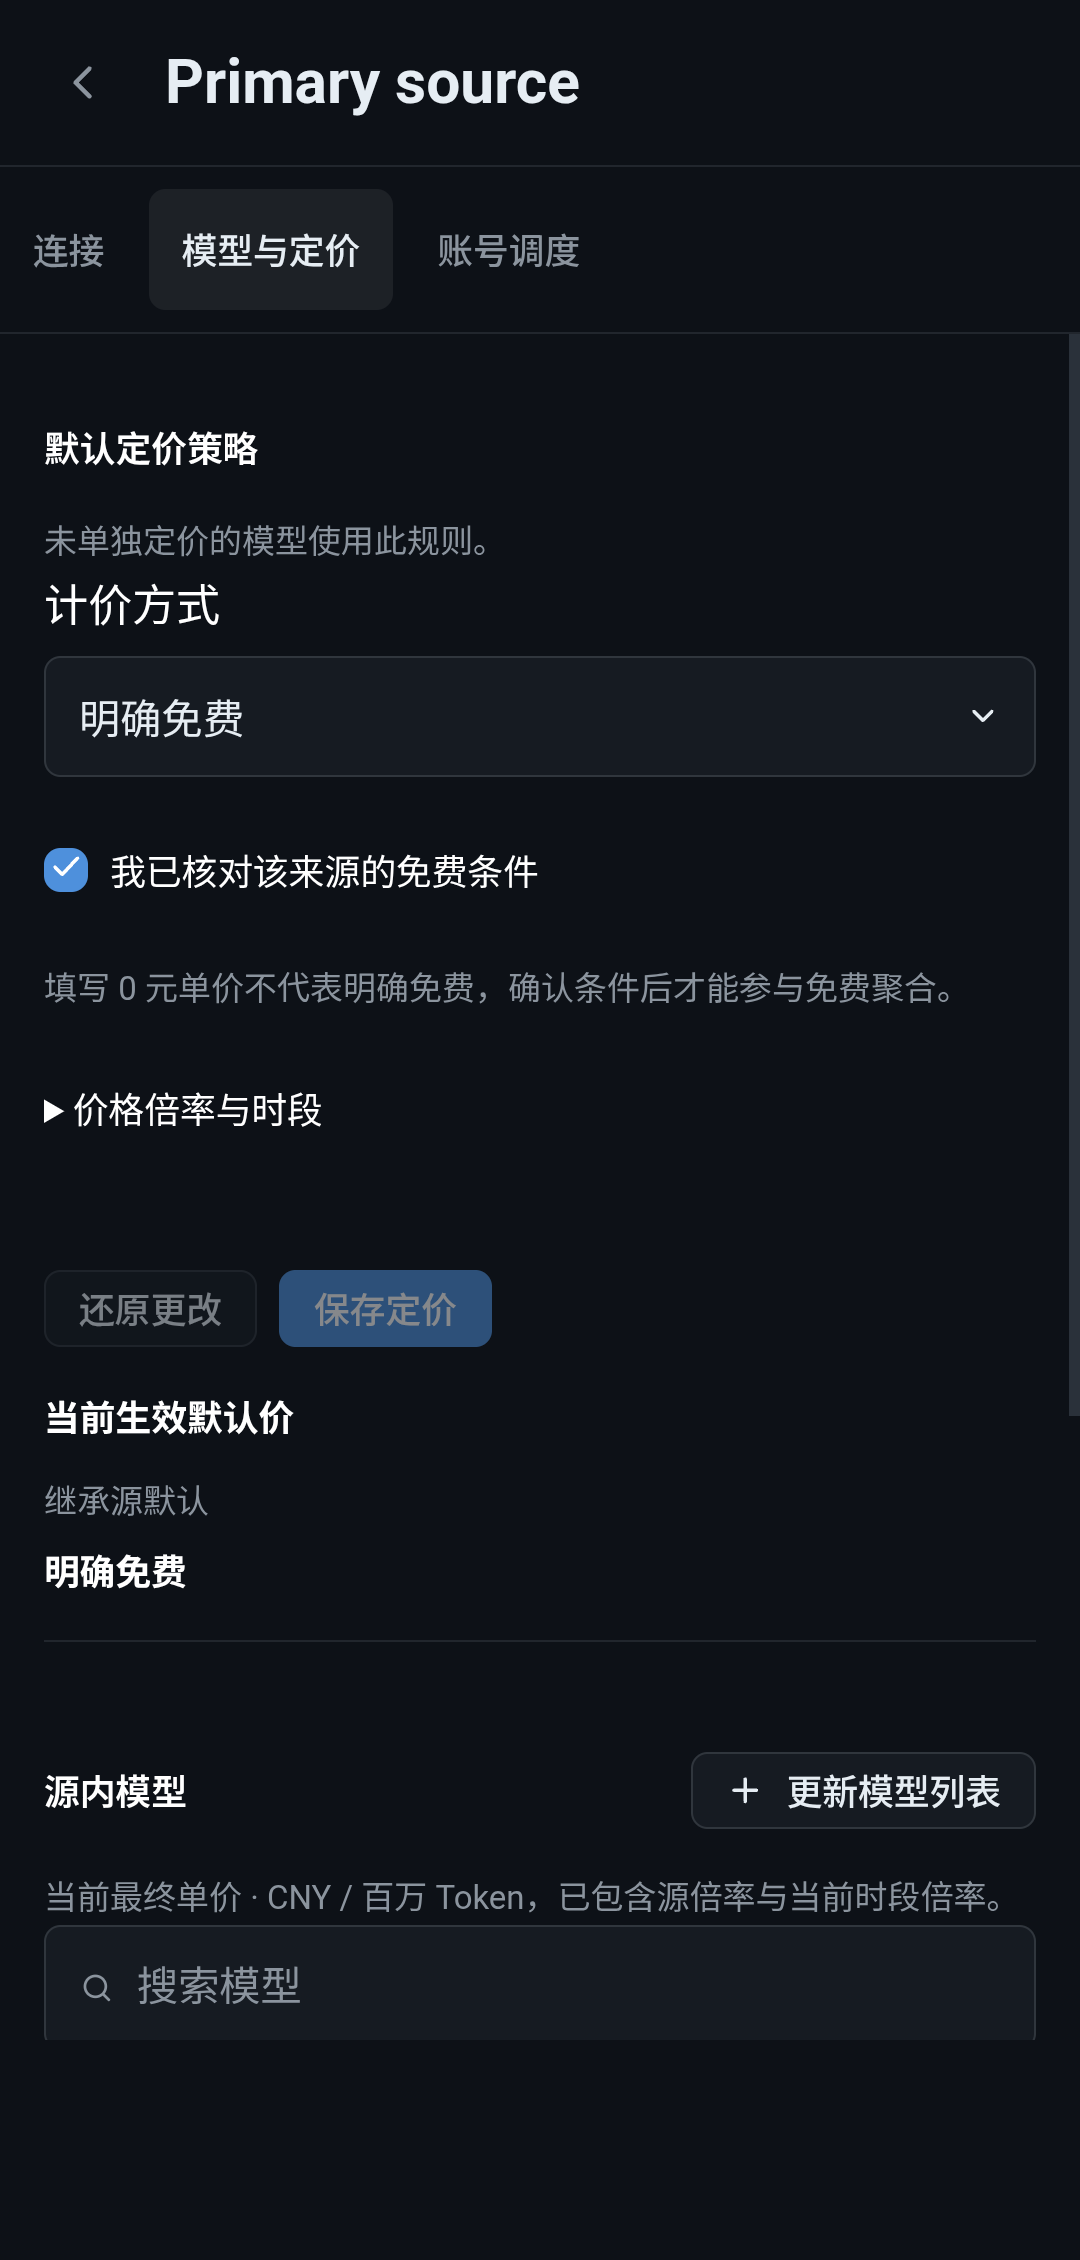 Primary source
连接 模型与定价 账号调度
默认定价策略
未单独定价的模型使用此规则。
计价方式
明确免费
我已核对该来源的免费条件
填写 0 元单价不代表明确免费，确认条件后才能参与免费聚合。
价格倍率与时段
还原更改 保存定价
当前生效默认价
继承源默认
明确免费
源内模型 更新模型列表
当前最终单价 · CNY / 百万 Token，已包含源倍率与当前时段倍率。
搜索模型